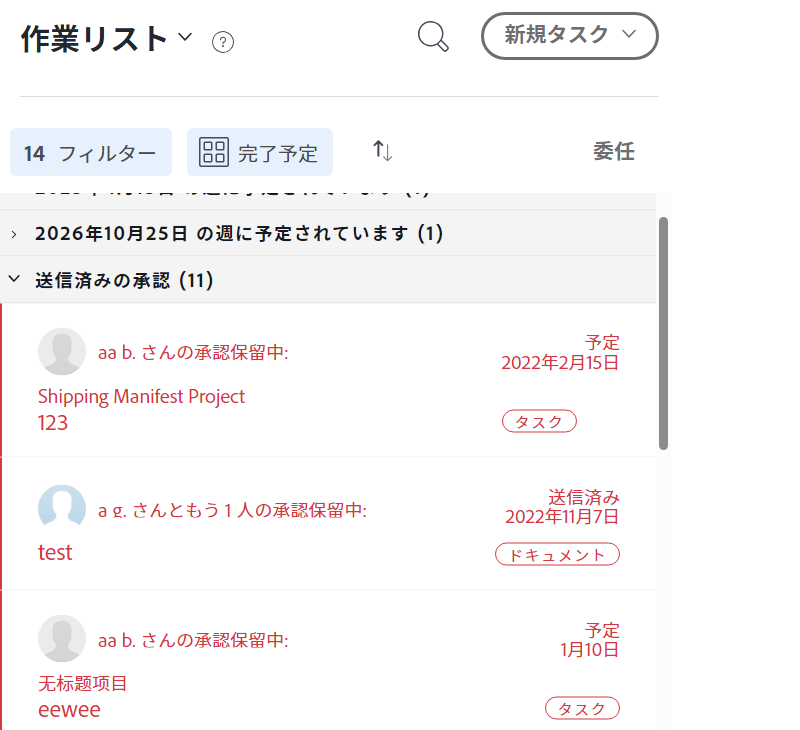 作業リスト
?
新規タスク
14 フィルター
完了予定
委任
2026年10月25日 の週に予定されています (1)
送信済みの承認 (11)
aa b. さんの承認保留中:
予定
2022年2月15日
Shipping Manifest Project
123
タスク
a g. さんともう 1 人の承認保留中:
送信済み
2022年11月7日
test
ドキュメント
aa b. さんの承認保留中:
予定
1月10日
无标题项目
eewee
タスク